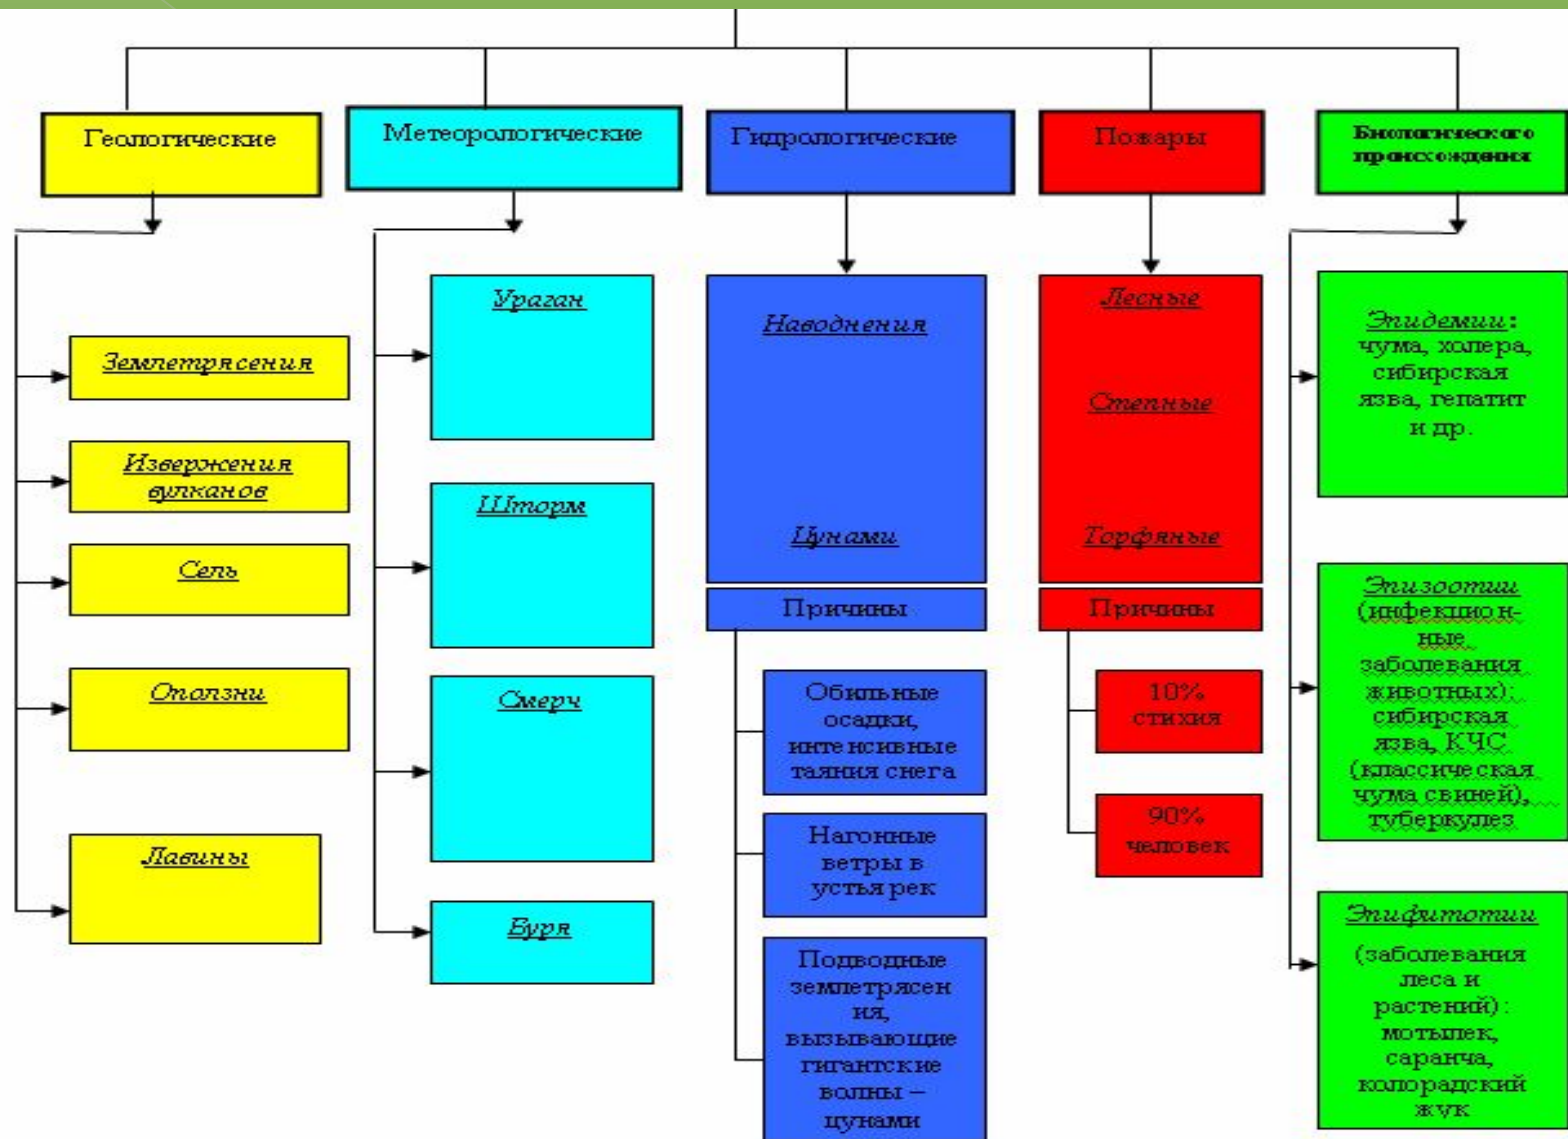 Геологические
Метеорологические
Гидрологические
Пожары
Биологического
происхождения
Землетрясения
Извержения
вулканов
Сель
Оползни
Лавины
Ураган
Шторм
Смерч
Буря
Наводнения
Цунами
Причины
Обильные
осадки,
интенсивные
таяния снега
Нагонные
ветры в
устья рек
Подводные
землетрясен
ия,
вызывающие
гигантские
волны –
цунами
Лесные
Степные
Торфяные
Причины
10%
стихия
90%
человек
Эпидемии:
чума, холера,
сибирская
язва, гепатит
и др.
Эпизоотии
(инфекцион-
ные
заболевания
животных):
сибирская
язва, КЧС
(классическая
чума свиней),
туберкулез
Эпифитотии
(заболевания
леса и
растений):
мотылек,
саранча,
колорадский
жук